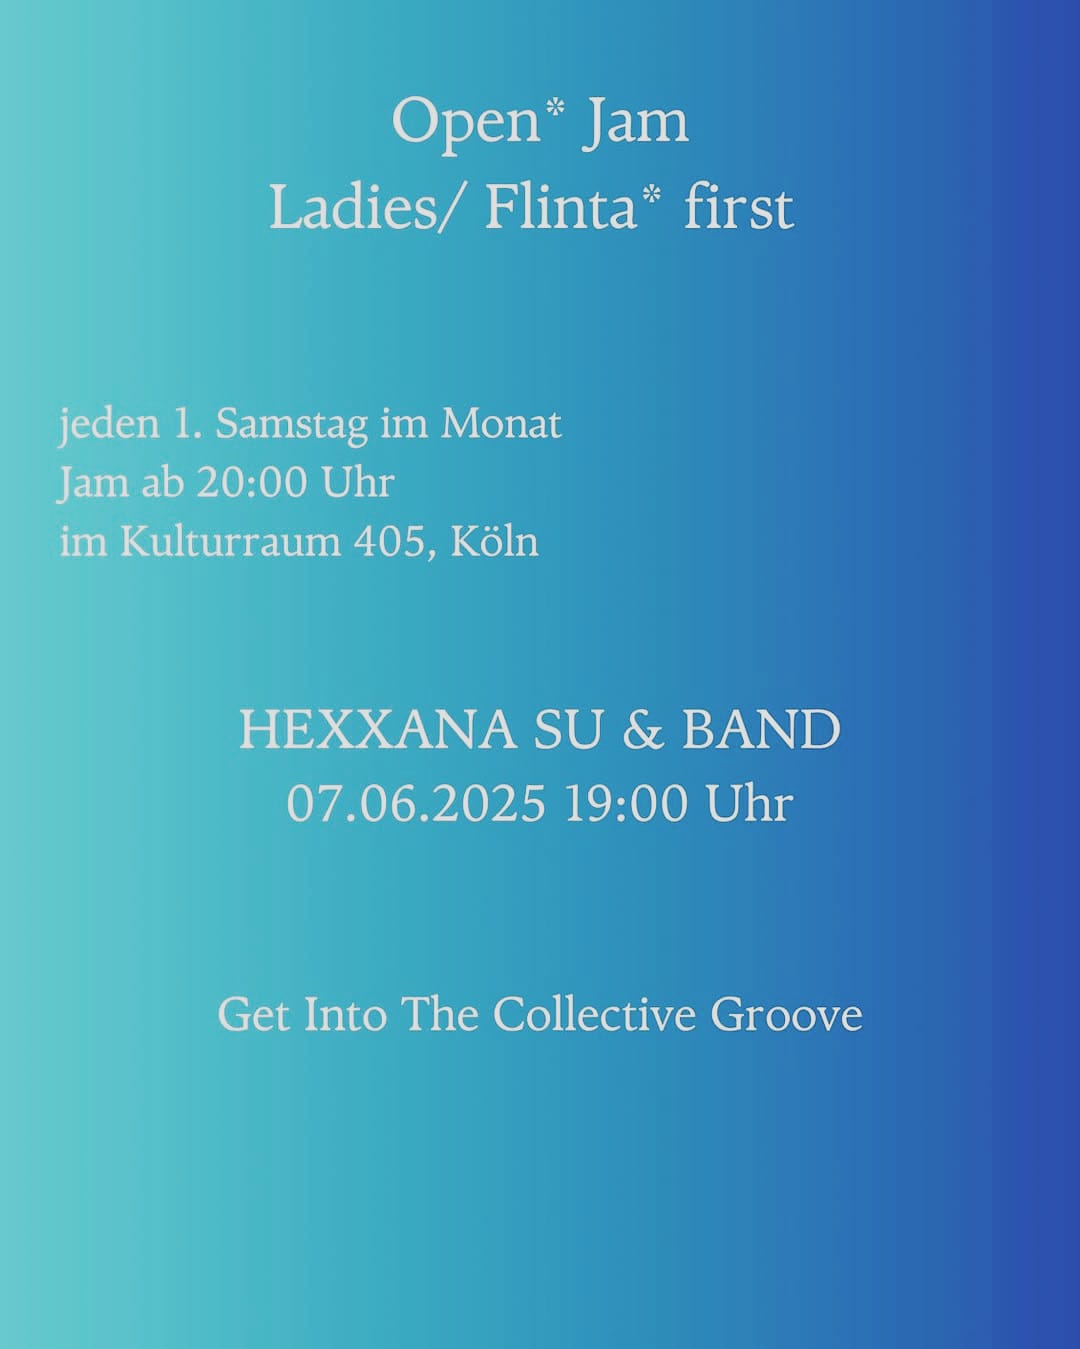 Open* Jam
Ladies/ Flinta* first
jeden 1. Samstag im Monat
Jam ab 20:00 Uhr
im Kulturraum 405, Köln
HEXXANA SU & BAND
07.06.2025 19:00 Uhr
Get Into The Collective Groove